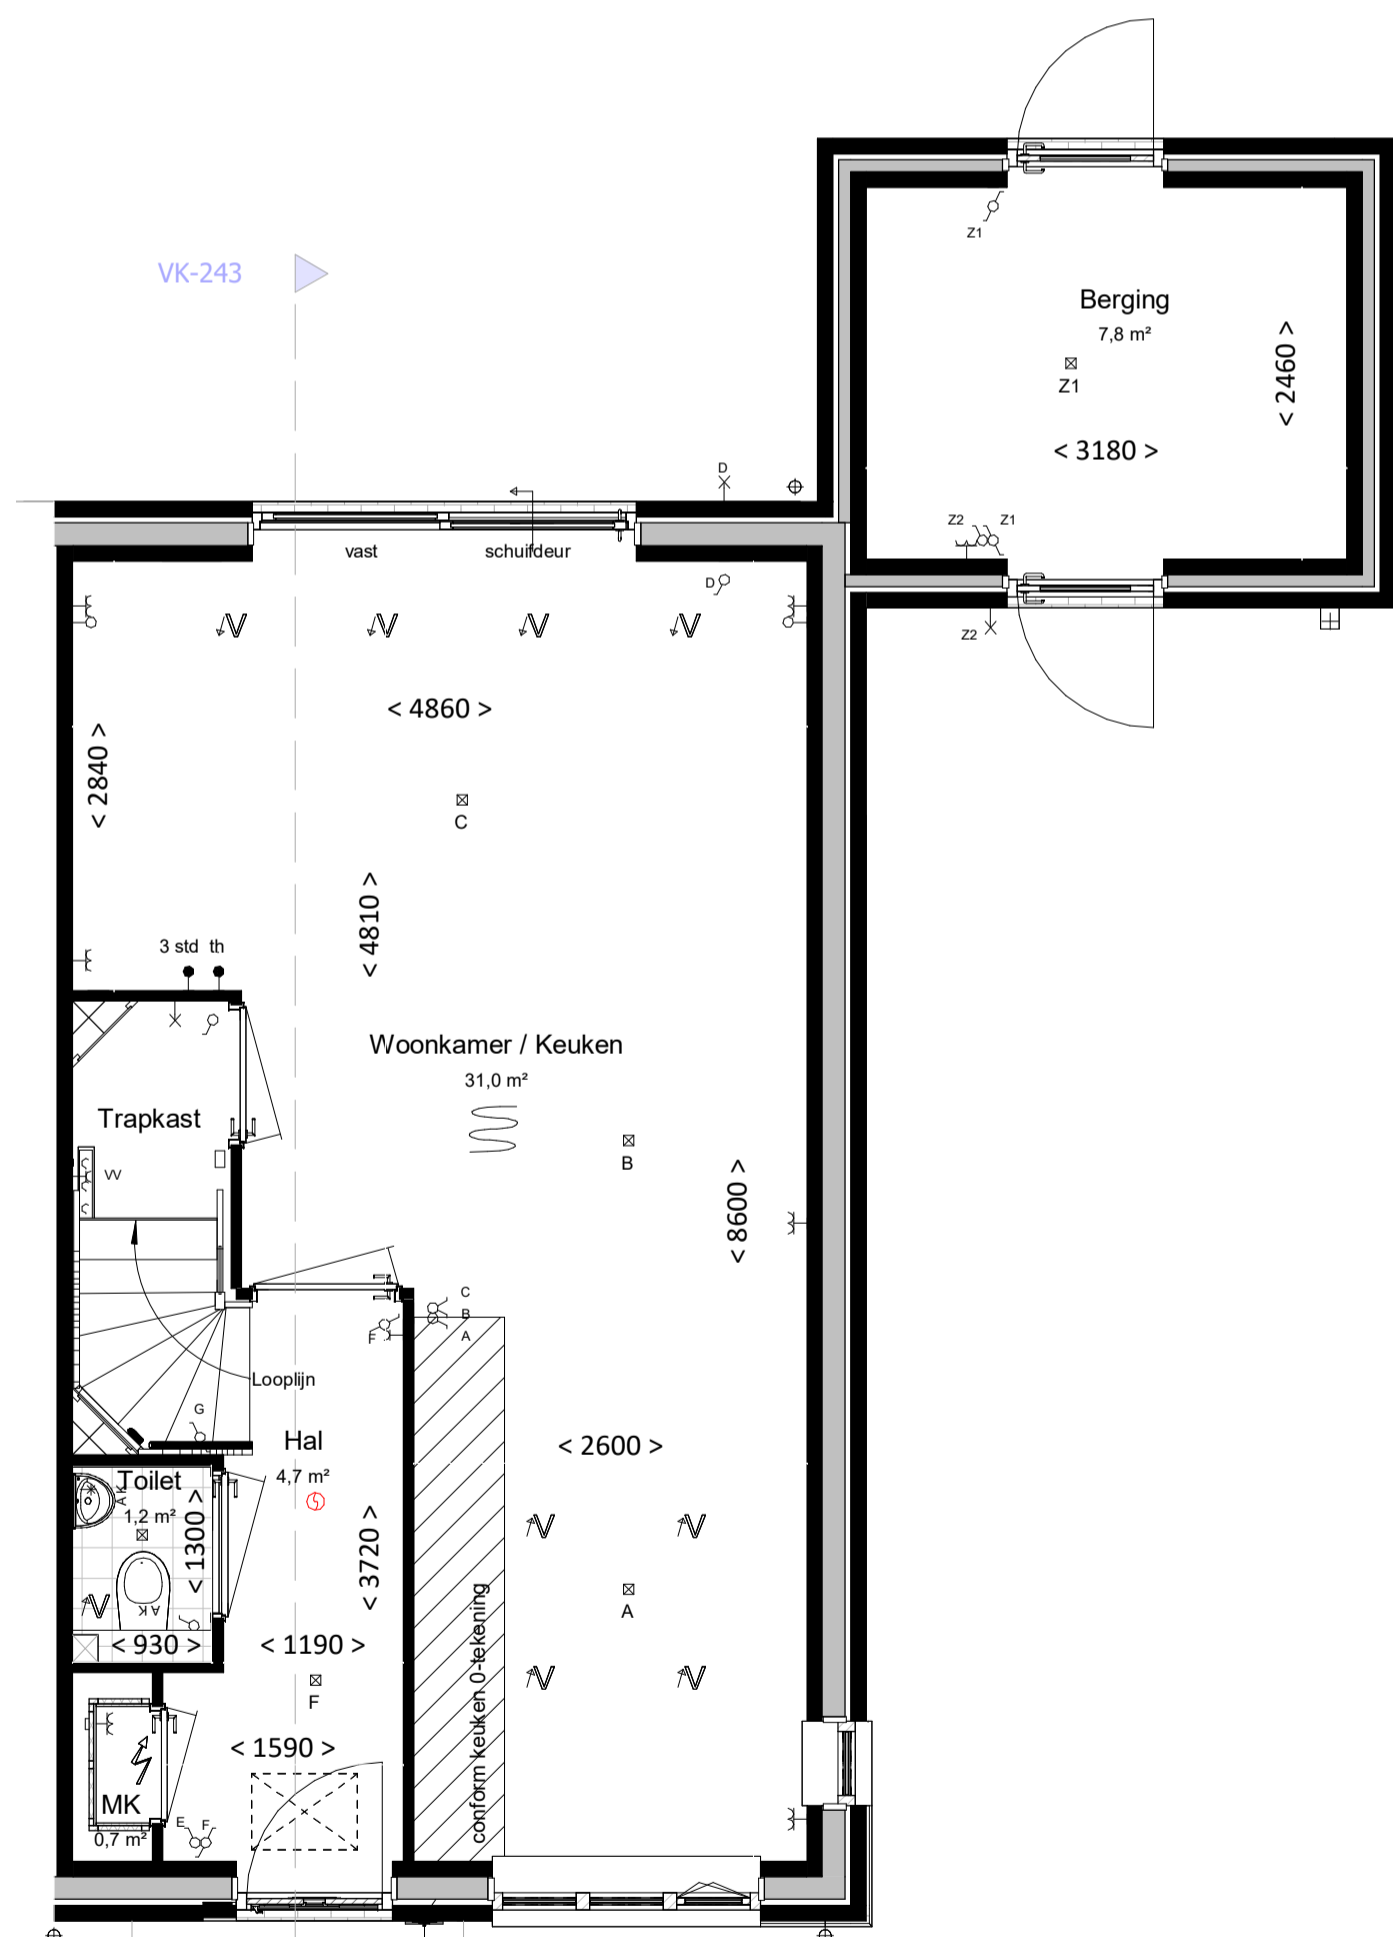 VK-243
Z1
Berging
7,8 m²
Z1
< 2460 >
< 3180 >
D
Z2
Z1
vast
schuifdeur
D
Z2
V
V
V
V
< 4860 >
< 2840 >
C
< 4810 >
3 std th
Woonkamer / Keuken
31,0 m²
Trapkast
B
< 8600 >
C
B
A
F
Looplijn
G
Hal
4,7 m²
< 2600 >
Toilet
1,2 m²
AK
< 1300 >
< 3720 >
V
V
V
AK
A
< 930 >
< 1190 >
conform keuken 0-tekening
V
V
F
< 1590 >
MK
0,7 m²
E
F